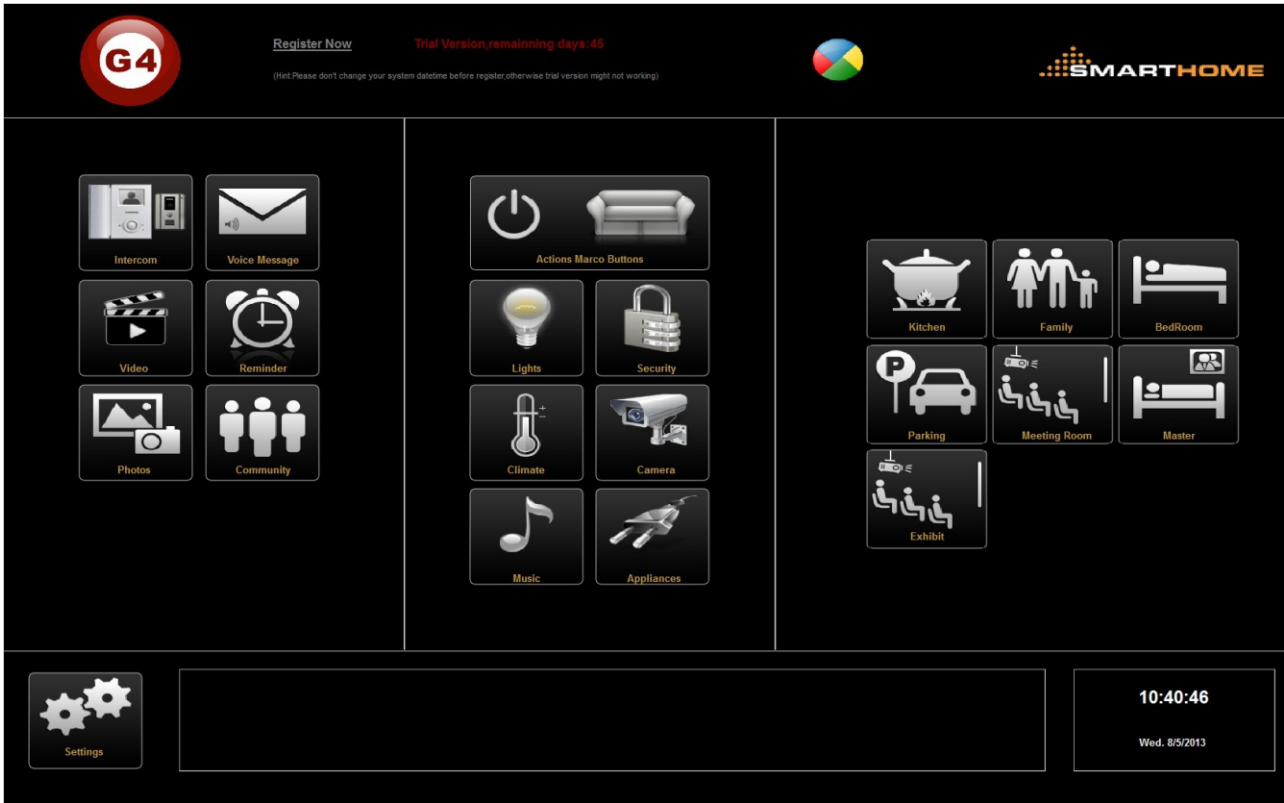 G4
Register Now
Trial Version,remainning days:45
(Hint:Please don't change your system datetime before register,otherwise trial version might not working)
SMARTHOME
Intercom
Voice Message
Video
Reminder
Photos
Community
Actions Marco Buttons
Lights
Security
Climate
Camera
Music
Appliances
Kitchen
Family
BedRoom
P
Parking
Meeting Room
Master
Exhibit
Settings
10:40:46
Wed. 8/5/2013